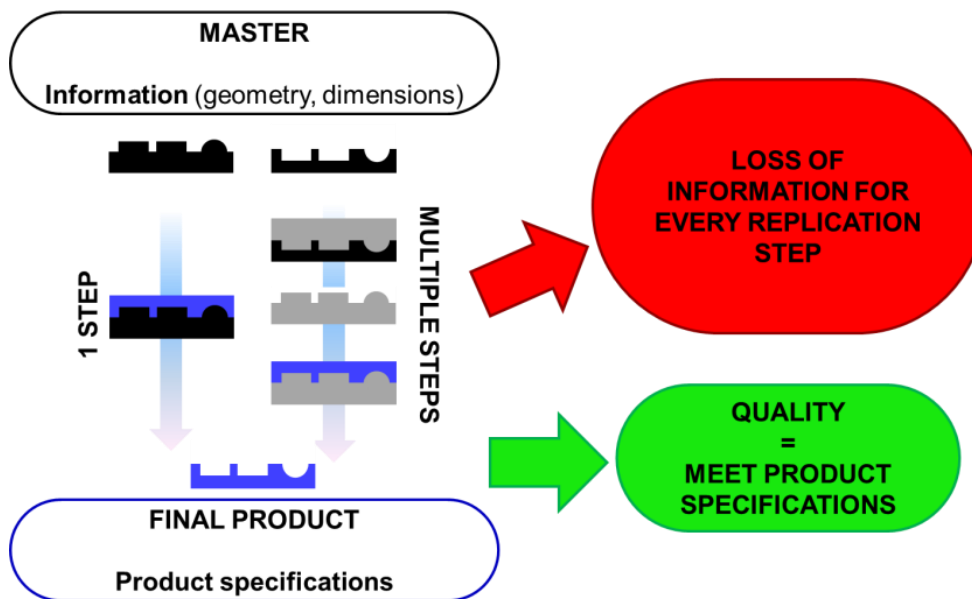 MASTER
Information (geometry, dimensions)
1 STEP
MULTIPLE STEPS
LOSS OF
INFORMATION FOR
EVERY REPLICATION
STEP
QUALITY
=
MEET PRODUCT
SPECIFICATIONS
FINAL PRODUCT
Product specifications